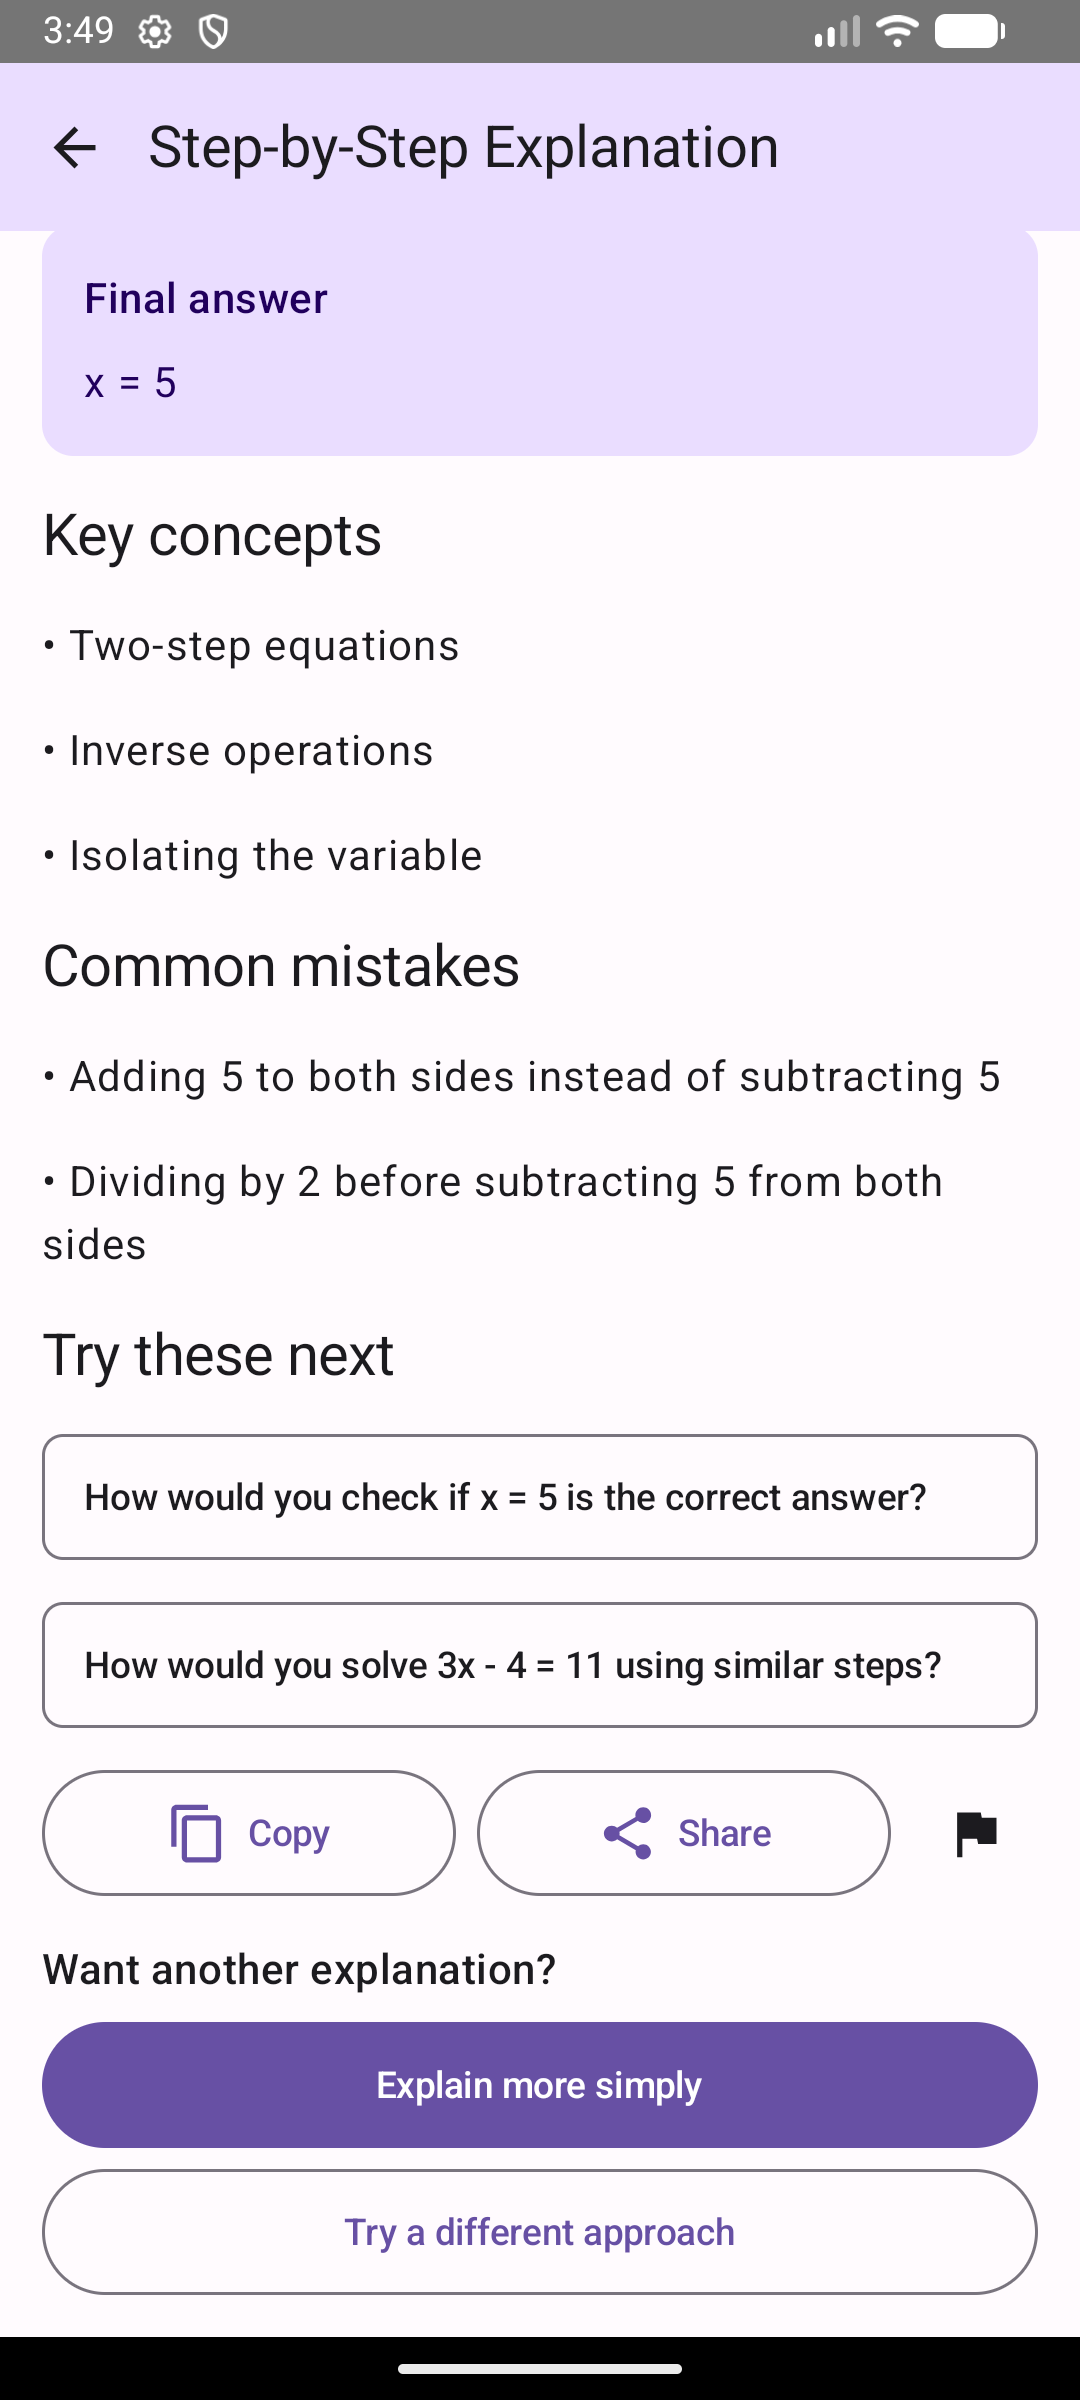 3:49
Step-by-Step Explanation
Final answer
x = 5
Key concepts
• Two-step equations
• Inverse operations
• Isolating the variable
Common mistakes
• Adding 5 to both sides instead of subtracting 5
• Dividing by 2 before subtracting 5 from both
sides
Try these next
How would you check if x = 5 is the correct answer?
How would you solve 3x - 4 = 11 using similar steps?
Copy
Share
Want another explanation?
Explain more simply
Try a different approach